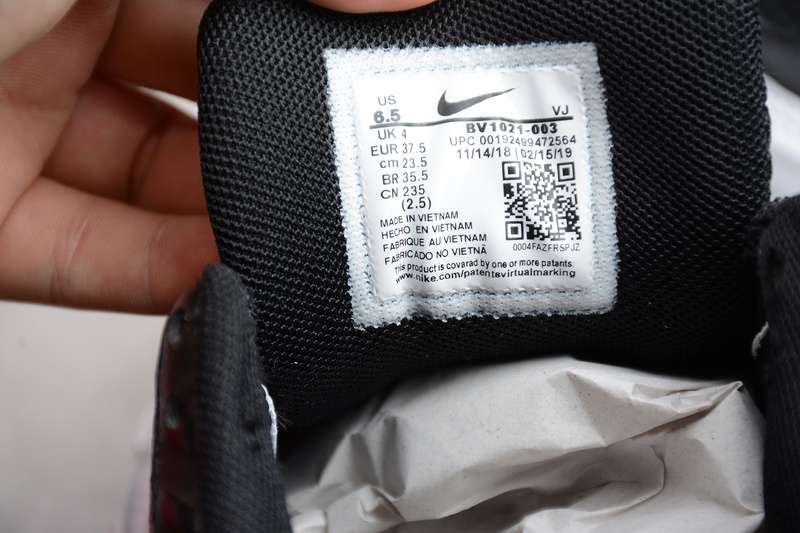 US
6.5
VJ
UK 4
BV1021-003
EUR 37.5
UPC 00192499472564
cm 23.5
11/14/18 | 02/15/19
BR 35.5
CN 235
(2.5)
MADE IN VIETNAM
HECHO EN VIETNAM
FABRIQUE AU VIETNAM
FABRICADO NO VIETNÃ
0004FAZFRSPJZ
This product is covarad by one or more patents
www.nike.com/patentsvirtualmarking